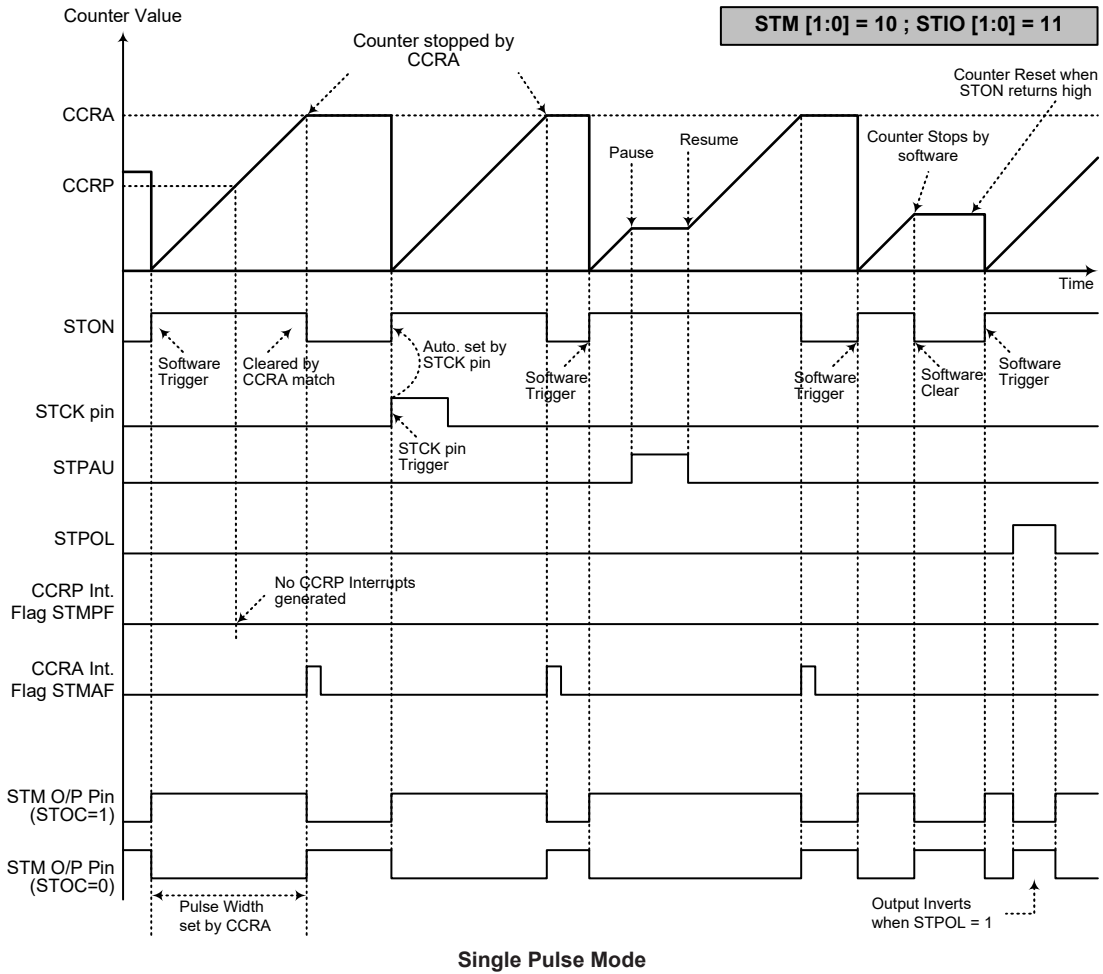 Counter Value
STM [1:0] = 10 ; STIO [1:0] = 11
Counter stopped by
CCRA
Counter Reset when
STON returns high
CCRA
Pause
Resume
Counter Stops by
software
CCRP
Time
STON
Software
Trigger
Cleared by
CCRA match
Auto. set by
STCK pin
Software
Trigger
Software
Trigger
Software
Clear
Software
Trigger
STCK pin
STCK pin
Trigger
STPAU
STPOL
CCRP Int.
Flag STMPF
No CCRP Interrupts
generated
CCRA Int.
Flag STMAF
STM O/P Pin
(STOC=1)
STM O/P Pin
(STOC=0)
Pulse Width
set by CCRA
Output Inverts
when STPOL = 1
Single Pulse Mode